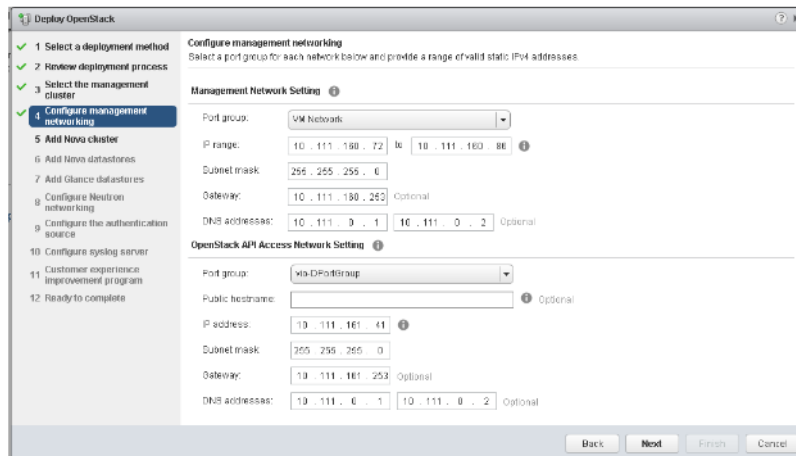 Deploy OpenStack
1 Select a deployment method
2 Review deployment process
3 Select the management
cluster
4 Configure management
networking
5 Add Nova cluster
6 Add Nova datastores
7 Add Glance datastores
8 Configure Neutron
networking
9 Configure the authentication
source
10 Configure syslog server
11 Customer experience
improvement program
12 Ready to complete
Configure management networking
Select a port group for each network below and provide a range of valid static IPv4 addresses
Management Network Setting
Port group: VM Network
IP range: 10 . 111 . 160 . 72 to 10 . 111 . 160 . 86
Subnet mask: 255 . 255 . 255 . 0
Gateway: 10 . 111 . 160 . 253 Optional
DNS addresses: 10 . 111 . 0 . 1 10 . 111 . 0 . 2 Optional
OpenStack API Access Network Setting
Port group: vio-DPortGroup
Public hostname: Optional
IP address: 10 . 111 . 161 . 41
Subnet mask: 255 . 255 . 255 . 0
Gateway: 10 . 111 . 161 . 253 Optional
DNS addresses: 10 . 111 . 0 . 1 10 . 111 . 0 . 2 Optional
Back Next Finish Cancel